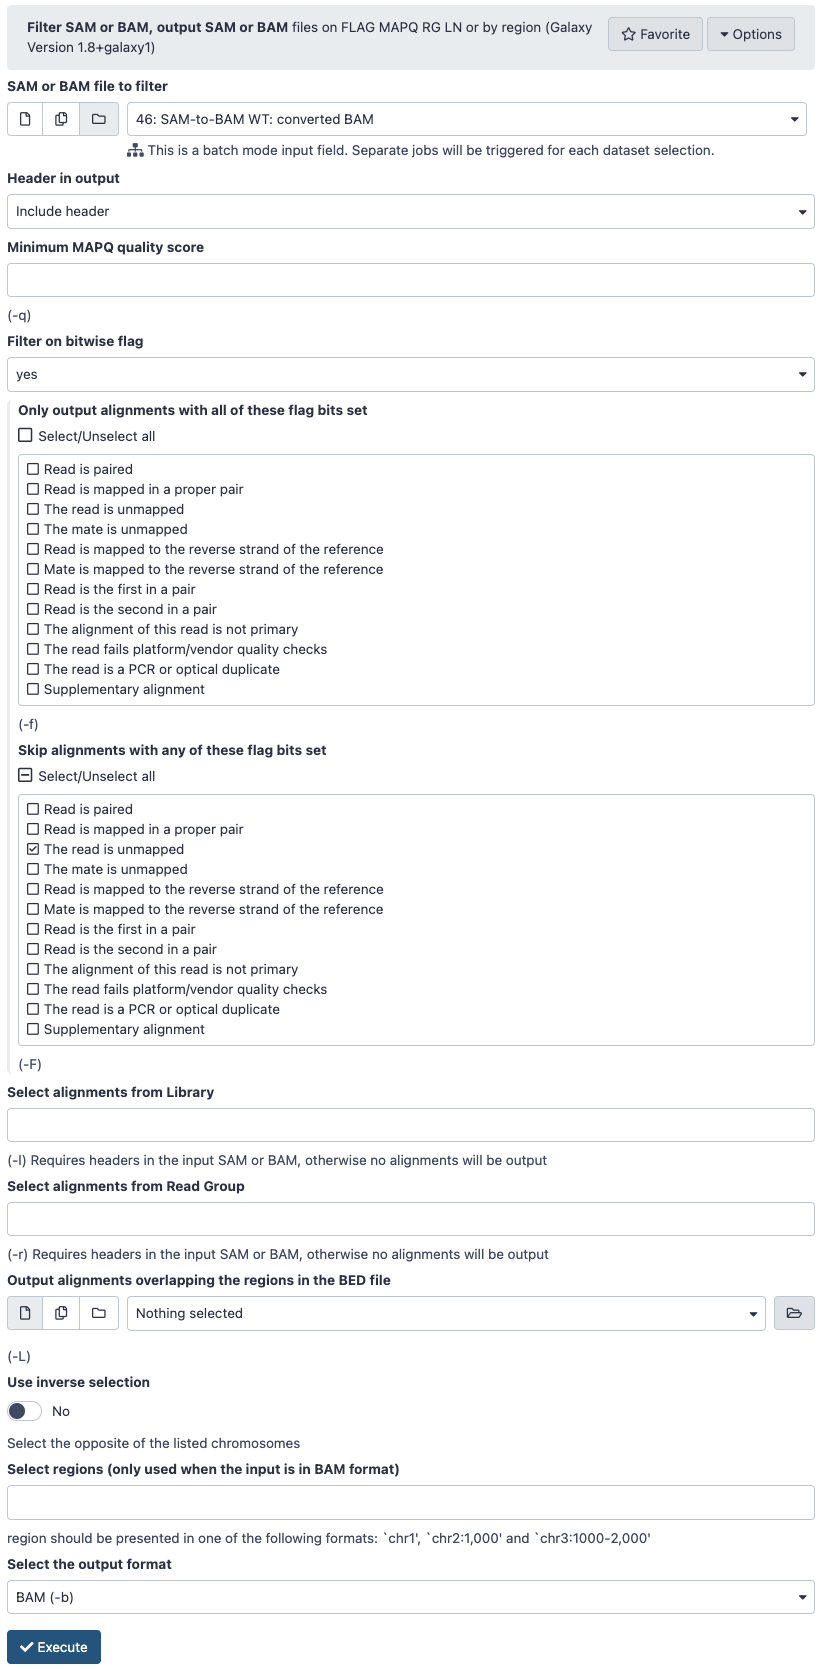 Filter SAM or BAM, output SAM or BAM files on FLAG MAPQ RG LN or by region (Galaxy
Version 1.8+galaxy1)
Favorite
Options
SAM or BAM file to filter
46: SAM-to-BAM WT: converted BAM
This is a batch mode input field. Separate jobs will be triggered for each dataset selection.
Header in output
Include header
Minimum MAPQ quality score
(-q)
Filter on bitwise flag
yes
Only output alignments with all of these flag bits set
Select/Unselect all
Read is paired
Read is mapped in a proper pair
The read is unmapped
The mate is unmapped
Read is mapped to the reverse strand of the reference
Mate is mapped to the reverse strand of the reference
Read is the first in a pair
Read is the second in a pair
The alignment of this read is not primary
The read fails platform/vendor quality checks
The read is a PCR or optical duplicate
Supplementary alignment
(-f)
Skip alignments with any of these flag bits set
Select/Unselect all
Read is paired
Read is mapped in a proper pair
The read is unmapped
The mate is unmapped
Read is mapped to the reverse strand of the reference
Mate is mapped to the reverse strand of the reference
Read is the first in a pair
Read is the second in a pair
The alignment of this read is not primary
The read fails platform/vendor quality checks
The read is a PCR or optical duplicate
Supplementary alignment
(-F)
Select alignments from Library
(-l) Requires headers in the input SAM or BAM, otherwise no alignments will be output
Select alignments from Read Group
(-r) Requires headers in the input SAM or BAM, otherwise no alignments will be output
Output alignments overlapping the regions in the BED file
Nothing selected
(-L)
Use inverse selection
No
Select the opposite of the listed chromosomes
Select regions (only used when the input is in BAM format)
region should be presented in one of the following formats: `chr1', `chr2:1,000' and `chr3:1000-2,000'
Select the output format
BAM (-b)
Execute